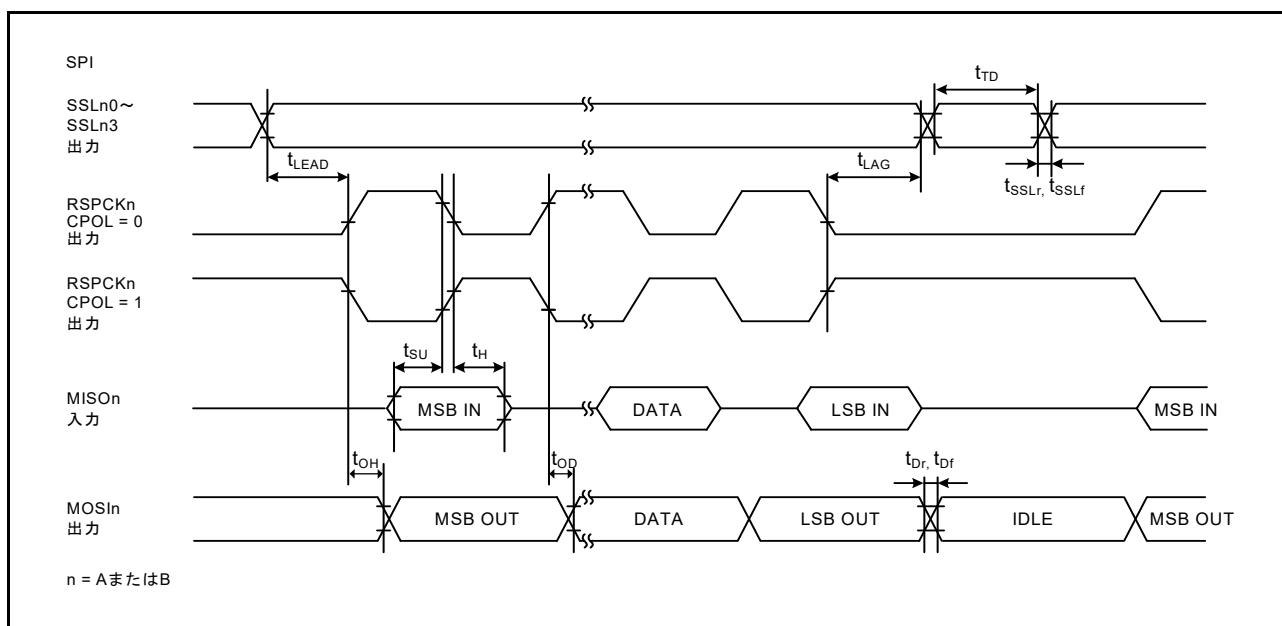 SPI
SSLn0～
SSLn3
出力
tTD
tLEAD
tLAG
tSSLr, tSSLf
RSPCKn
CPOL = 0
出力
RSPCKn
CPOL = 1
出力
tSU
tH
MISOn
入力
MSB IN
DATA
LSB IN
MSB IN
tOH
tOD
tDr, tDf
MOSIn
出力
MSB OUT
DATA
LSB OUT
IDLE
MSB OUT
n = AまたはB